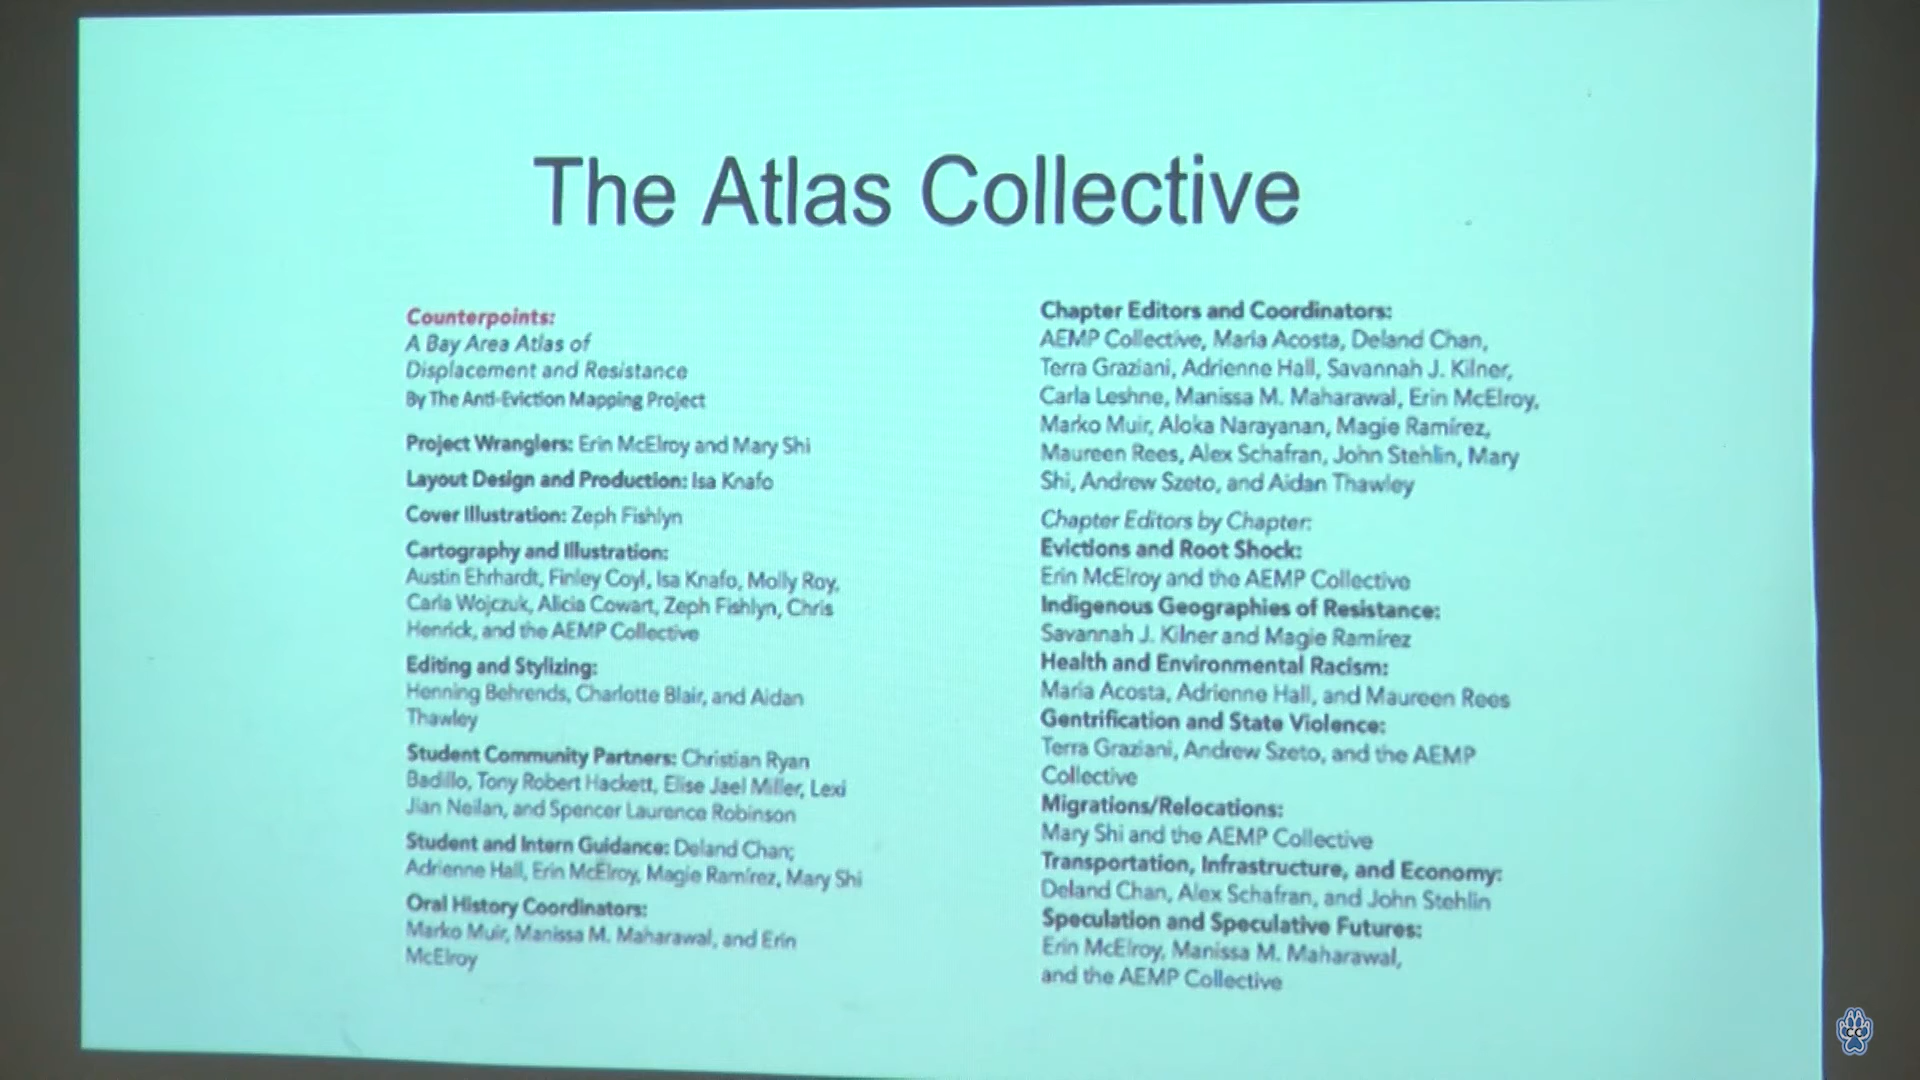 The Atlas Collective
Counterpoints:
A Bay Area Atlas of
Displacement and Resistance
By The Anti-Eviction Mapping Project
Project Wranglers: Erin McElroy and Mary Shi
Layout Design and Production: Isa Knafo
Cover Illustration: Zeph Fishlyn
Cartography and Illustration:
Austin Ehrhardt, Finley Coyl, Isa Knafo, Molly Roy,
Carla Wojczuk, Alicia Cowart, Zeph Fishlyn, Chris
Henrick, and the AEMP Collective
Editing and Stylizing:
Henning Behrends, Charlotte Blair, and Aidan
Thawley
Student Community Partners: Christian Ryan
Badillo, Tony Robert Hackett, Elise Jael Miller, Lexi
Jian Neilan, and Spencer Laurence Robinson
Student and Intern Guidance: Deland Chan;
Adrienne Hall, Erin McElroy, Magie Ramírez, Mary Shi
Oral History Coordinators:
Marko Muir, Manissa M. Maharawal, and Erin
McElroy
Chapter Editors and Coordinators:
AEMP Collective, Maria Acosta, Deland Chan,
Terra Graziani, Adrienne Hall, Savannah J. Kilner,
Carla Leshne, Manissa M. Maharawal, Erin McElroy,
Marko Muir, Aloka Narayanan, Magie Ramírez,
Maureen Rees, Alex Schafran, John Stehlin, Mary
Shi, Andrew Szeto, and Aidan Thawley
Chapter Editors by Chapter:
Evictions and Root Shock:
Erin McElroy and the AEMP Collective
Indigenous Geographies of Resistance:
Savannah J. Kilner and Magie Ramírez
Health and Environmental Racism:
Maria Acosta, Adrienne Hall, and Maureen Rees
Gentrification and State Violence:
Terra Graziani, Andrew Szeto, and the AEMP
Collective
Migrations/Relocations:
Mary Shi and the AEMP Collective
Transportation, Infrastructure, and Economy:
Deland Chan, Alex Schafran, and John Stehlin
Speculation and Speculative Futures:
Erin McElroy, Manissa M. Maharawal,
and the AEMP Collective
CC